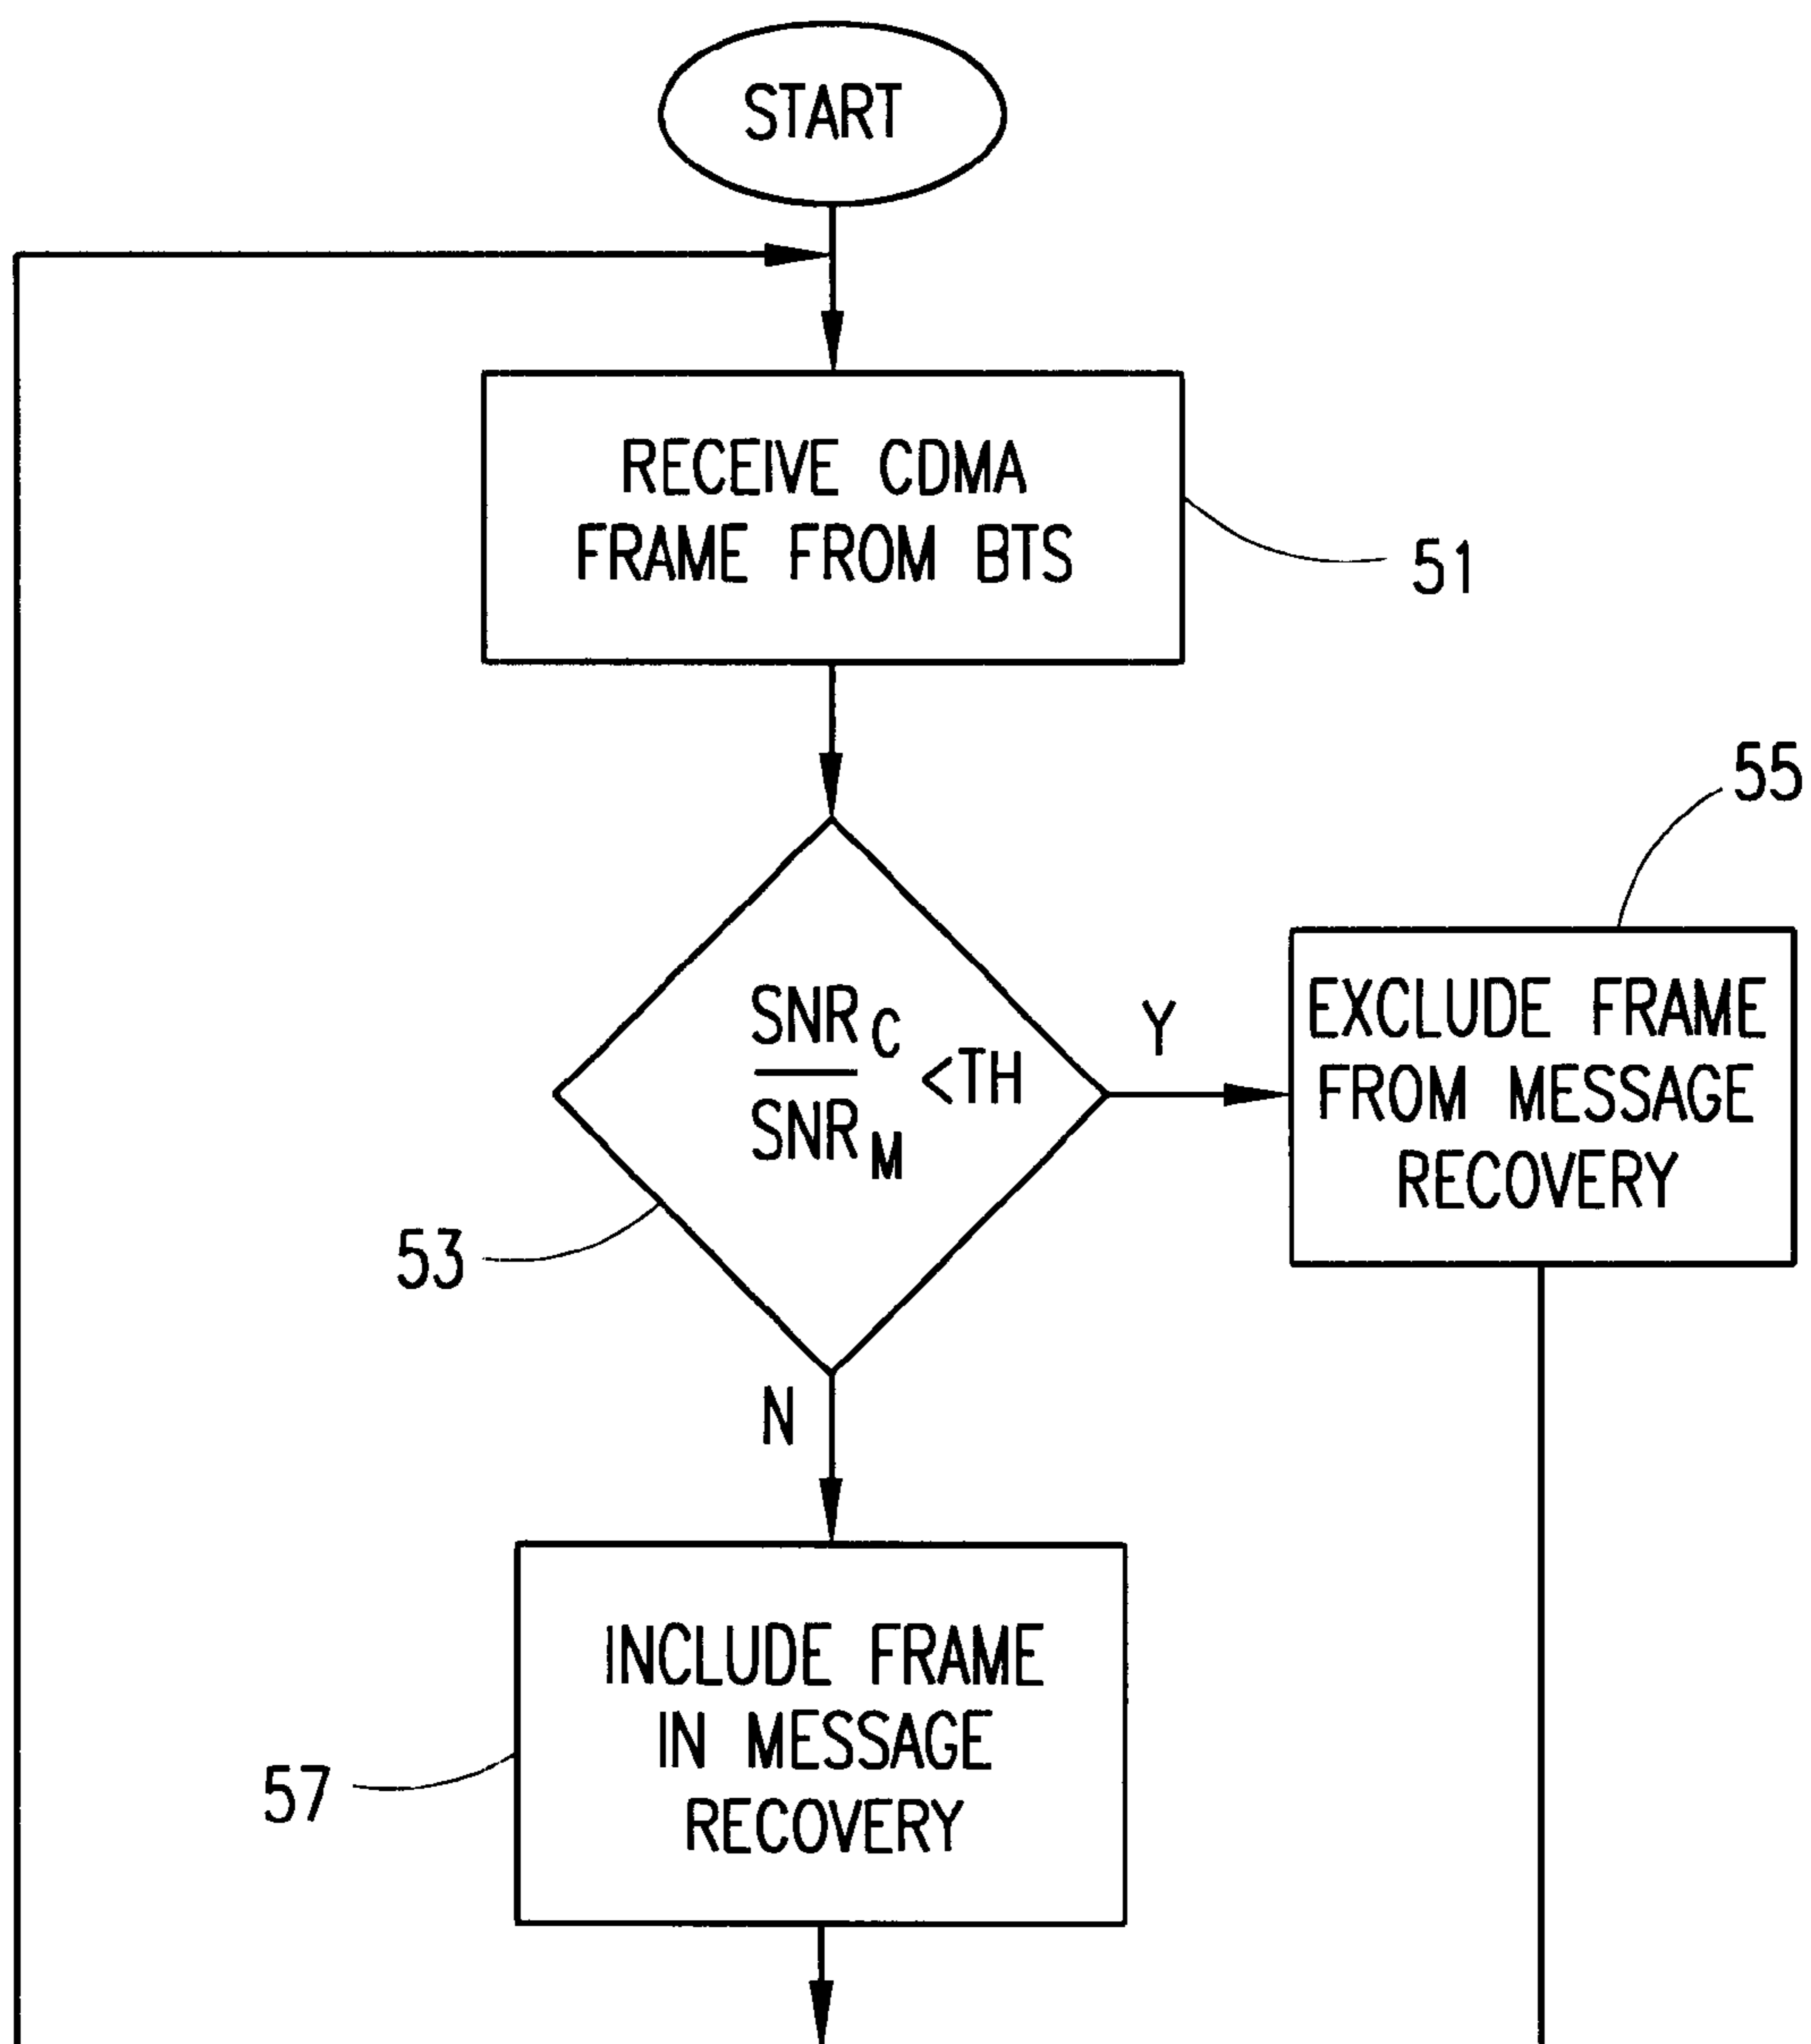 START
RECEIVE CDMA
FRAME FROM BTS
51
55
EXCLUDE FRAME
FROM MESSAGE
RECOVERY
Y
SNR C
<TH
SNR M
53
N
INCLUDE FRAME
IN MESSAGE
RECOVERY
57